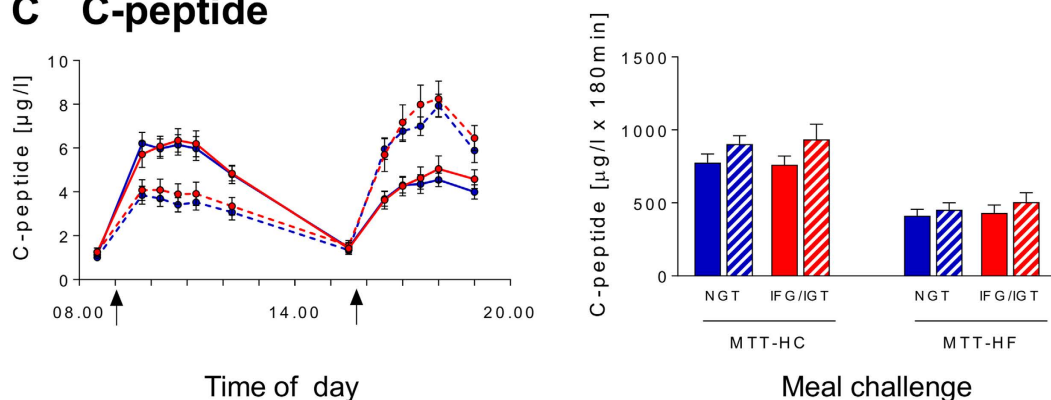 C C-peptide
C-peptide [µg/l]
10
8
6
4
2
0
08.00 14.00 20.00
Time of day
C-peptide [µg/l x 180min]
1500
1000
500
0
NGT IFG/IGT NGT IFG/IGT
MTT-HC MTT-HF
Meal challenge